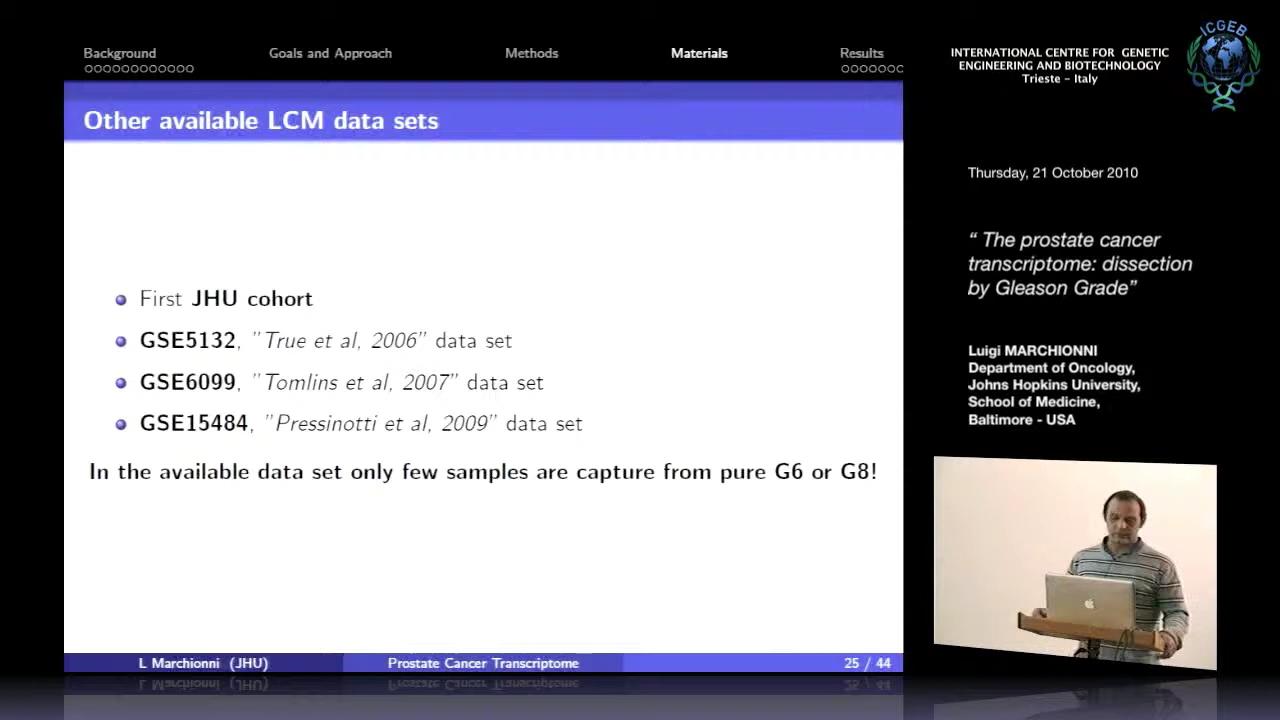 Background
Goals and Approach
Methods
Materials
Results
Other available LCM data sets
First JHU cohort
GSE5132, "True et al, 2006" data set
GSE6099, "Tomlins et al, 2007" data set
GSE15484, "Pressinotti et al, 2009" data set
In the available data set only few samples are capture from pure G6 or G8!
L Marchionni (JHU)
Prostate Cancer Transcriptome
25 / 44
INTERNATIONAL CENTRE FOR GENETIC
ENGINEERING AND BIOTECHNOLOGY
Trieste - Italy
ICGEB
Thursday, 21 October 2010
“ The prostate cancer
transcriptome: dissection
by Gleason Grade”
Luigi MARCHIONNI
Department of Oncology,
Johns Hopkins University,
School of Medicine,
Baltimore - USA